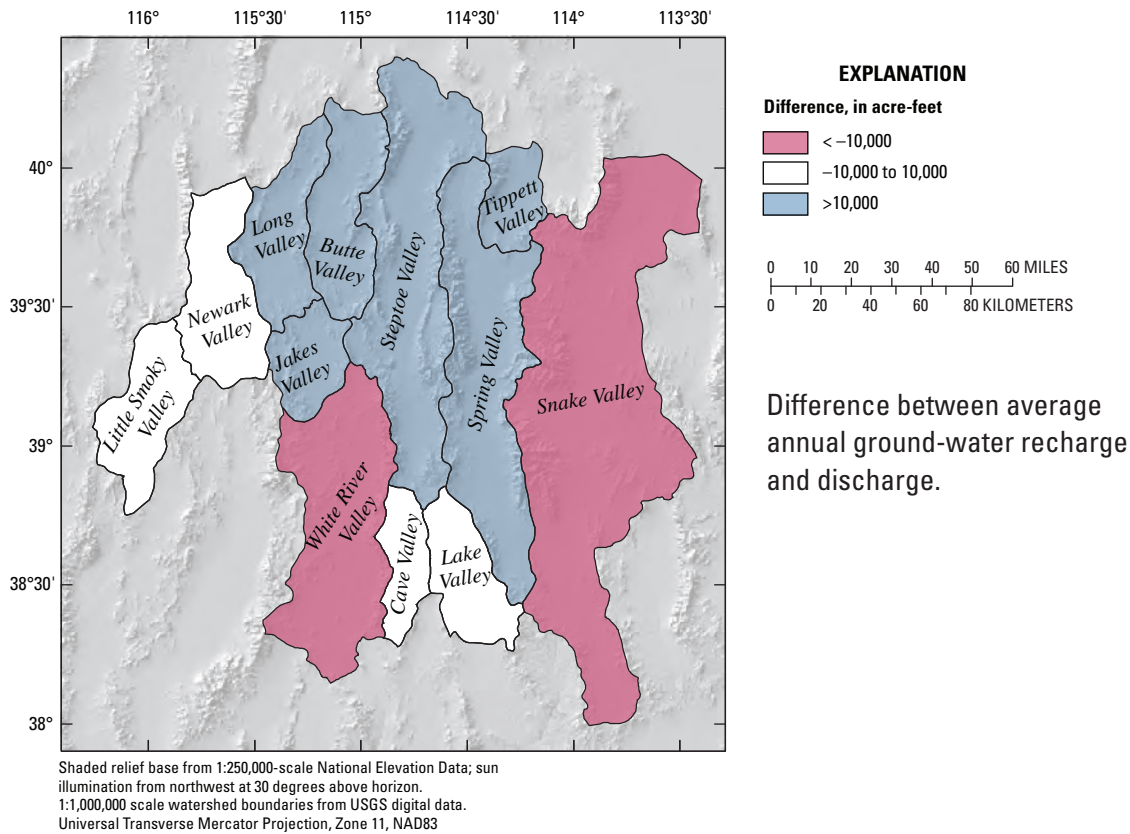 116° 115°30' 115° 114°30' 114° 113°30'
40°
39°30'
39°
38°30'
38°
Long
Valley
Butte
Valley
Steptoe Valley
Tippett
Valley
Newark
Valley
Jakes
Valley
Spring Valley
Snake Valley
Little Smoky
Valley
White River
Valley
Cave Valley
Lake
Valley
EXPLANATION
Difference, in acre-feet
< –10,000
–10,000 to 10,000
>10,000
0 10 20 30 40 50 60 MILES
0 20 40 60 80 KILOMETERS
Difference between average
annual ground-water recharge
and discharge.
Shaded relief base from 1:250,000-scale National Elevation Data; sun
illumination from northwest at 30 degrees above horizon.
1:1,000,000 scale watershed boundaries from USGS digital data.
Universal Transverse Mercator Projection, Zone 11, NAD83